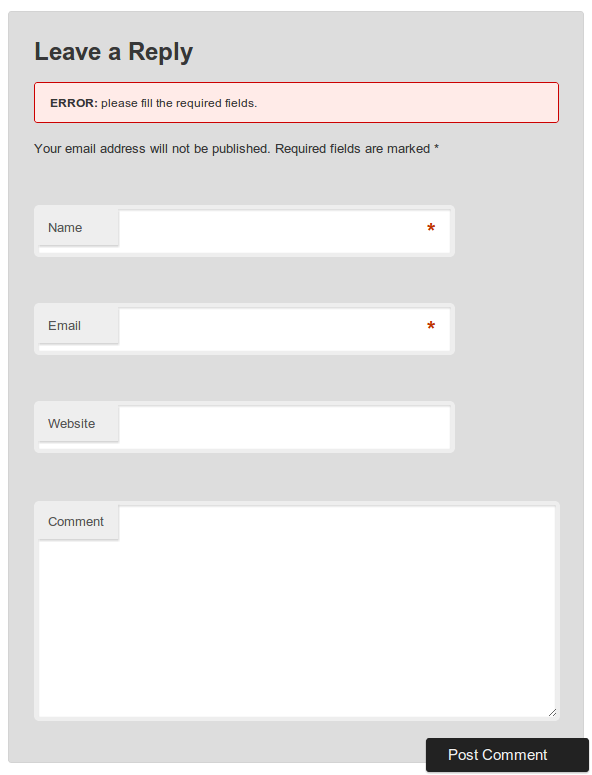 Leave a Reply
ERROR: please fill the required fields.
Your email address will not be published. Required fields are marked *
Name *
Email *
Website
Comment
Post Comment